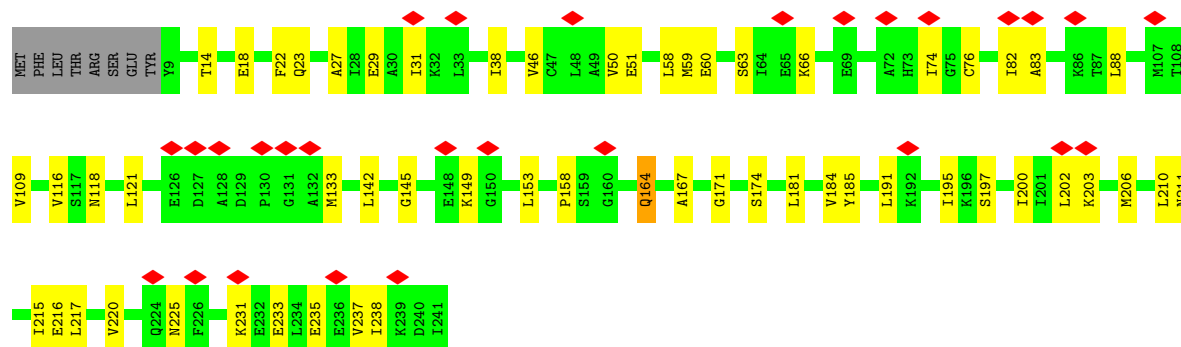 MET PHE LEU THR ARG SER GLU TYR Y9 T14 E18 F22 Q23 A27 I28 E29 A30 I31 K32 L33 I38 V46 C47 L48 A49 V50 E51 L58 M59 E60 S63 I64 E65 K66 E69 A72 H73 I74 G75 C76 I82 A83 K86 T87 L88 M107 T108
V109 V116 S117 N118 L121 E126 D127 A128 D129 P130 G131 A132 M133 L142 G145 E148 K149 G150 L153 P158 S159 G160 Q164 A167 G171 S174 L181 V184 Y185 L191 K192 I195 K196 S197 I200 I201 L202 K203 M206 L210
I215 E216 L217 V220 Q224 N225 F226 K231 E232 E233 L234 E235 E236 V237 I238 K239 D240 I241